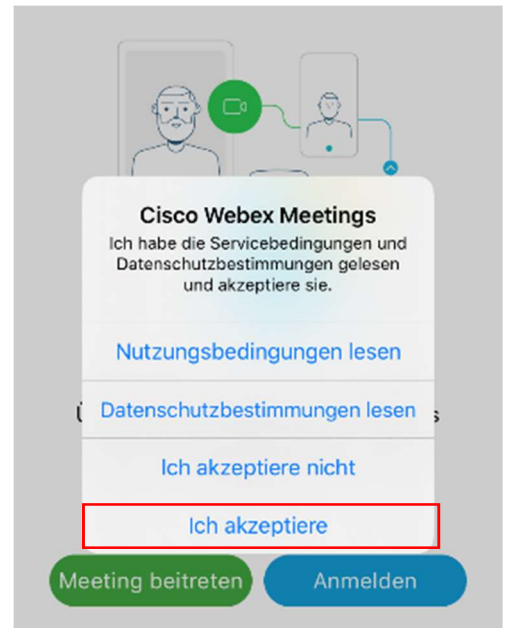 Cisco Webex Meetings
Ich habe die Servicebedingungen und
Datenschutzbestimmungen gelesen
und akzeptiere sie.
Nutzungsbedingungen lesen
Datenschutzbestimmungen lesen
Ich akzeptiere nicht
Ich akzeptiere
Meeting beitreten
Anmelden